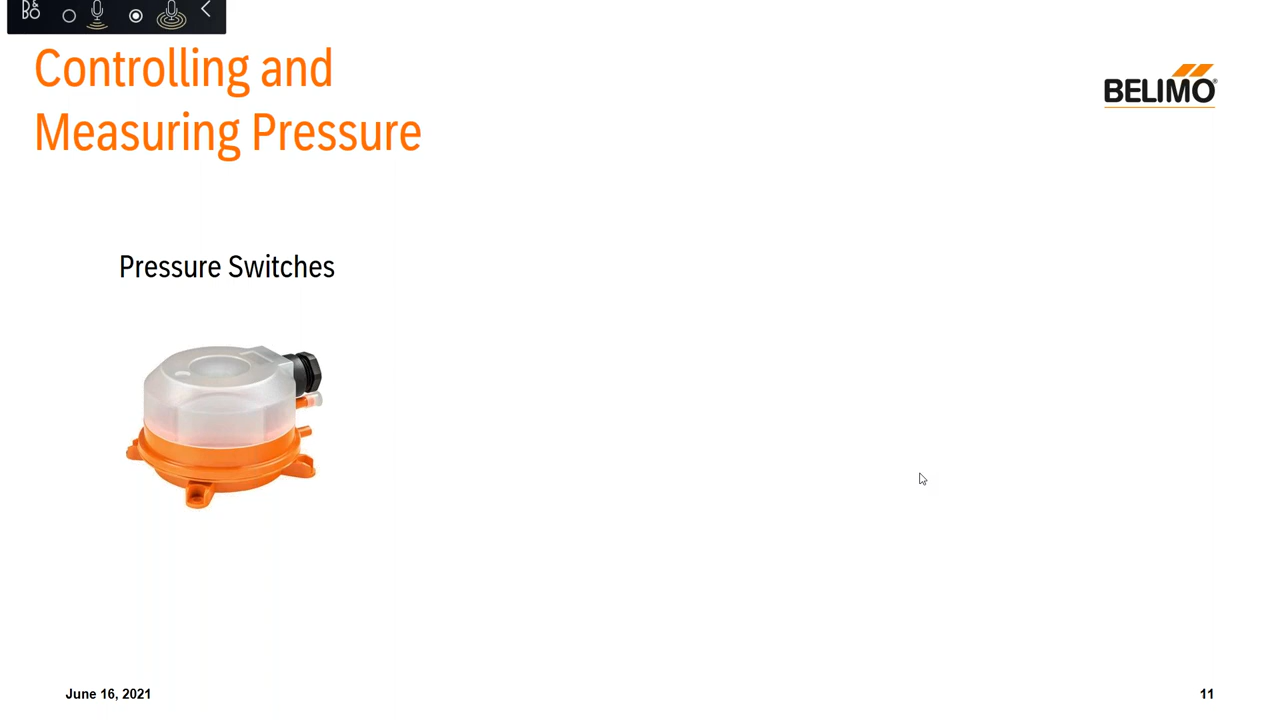 B&O
Controlling and
Measuring Pressure
BELIMO®
Pressure Switches
June 16, 2021
11